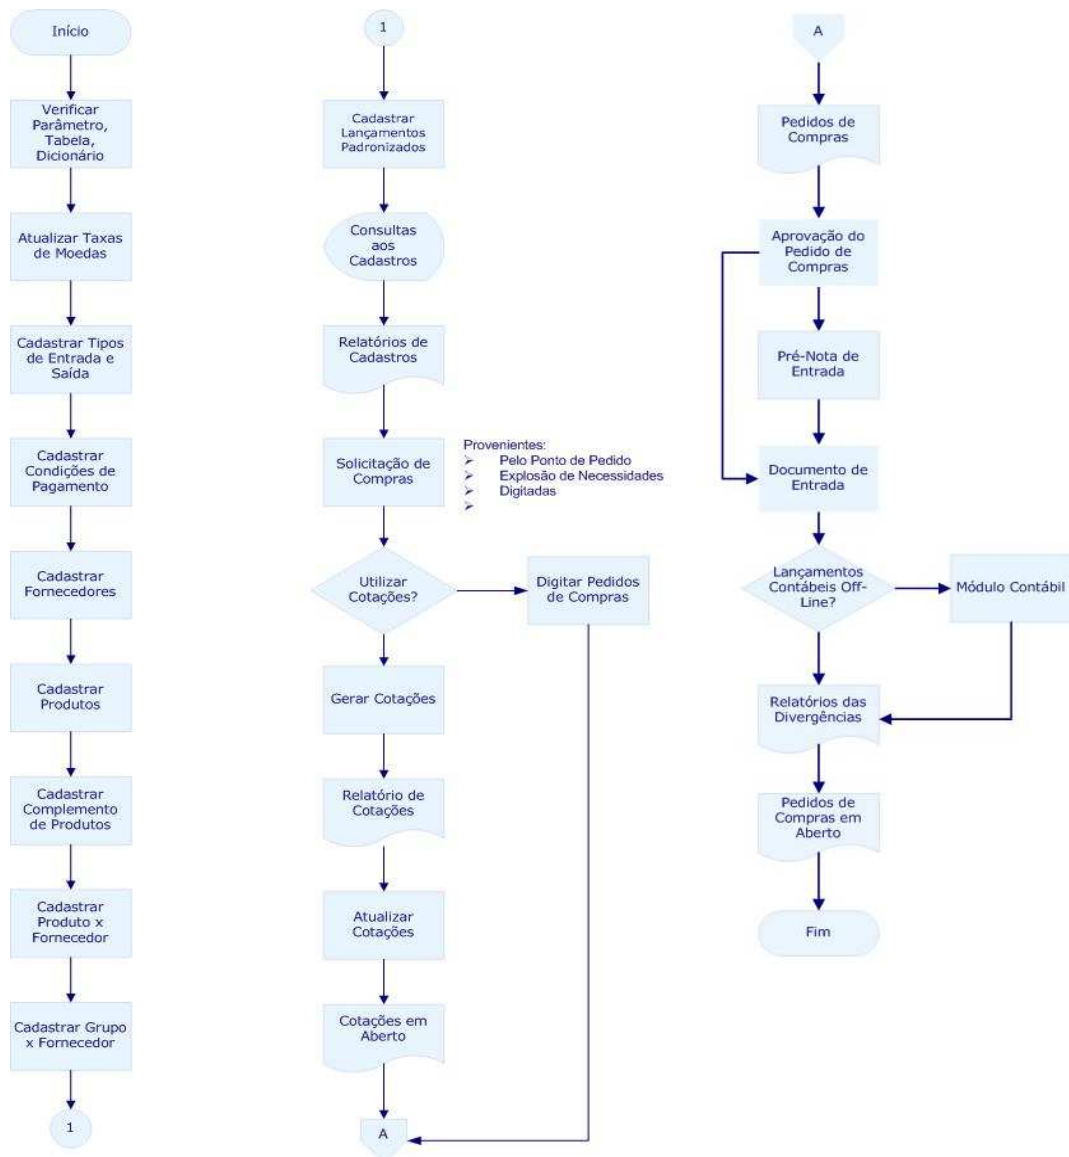 Início
Verificar
Parâmetro,
Tabela,
Dicionário
Atualizar Taxas
de Moedas
Cadastrar Tipos
de Entrada e
Saída
Cadastrar
Condições de
Pagamento
Cadastrar
Fornecedores
Cadastrar
Produtos
Cadastrar
Complemento
de Produtos
Cadastrar
Produto x
Fornecedor
Cadastrar Grupo
x Fornecedor
1
1
Cadastrar
Lançamentos
Padronizados
Consultas
aos
Cadastros
Relatórios de
Cadastros
Solicitação de
Compras
Provenientes:
Pelo Ponto de Pedido
Explosão de Necessidades
Digitadas
Utilizar
Cotações?
Digitar Pedidos
de Compras
Gerar Cotações
Relatório de
Cotações
Atualizar
Cotações
Cotações em
Aberto
A
A
Pedidos de
Compras
Aprovação do
Pedido de
Compras
Pré-Nota de
Entrada
Documento de
Entrada
Lançamentos
Contábeis Off-
Line?
Módulo Contábil
Relatórios das
Divergências
Pedidos de
Compras em
Aberto
Fim